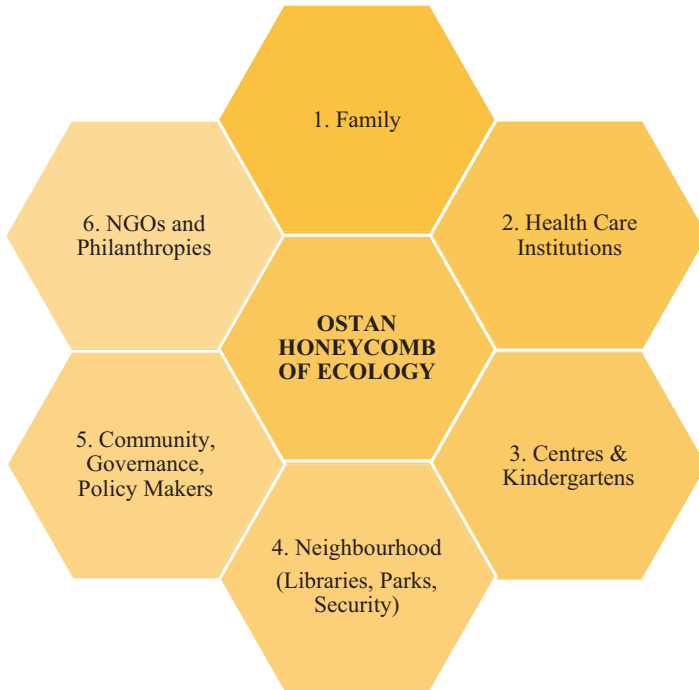 1. Family
2. Health Care
Institutions
3. Centres &
Kindergartens
4. Neighbourhood
(Libraries, Parks,
Security)
5. Community,
Governance,
Policy Makers
6. NGOs and
Philanthropies
OSTAN
HONEYCOMB
OF ECOLOGY